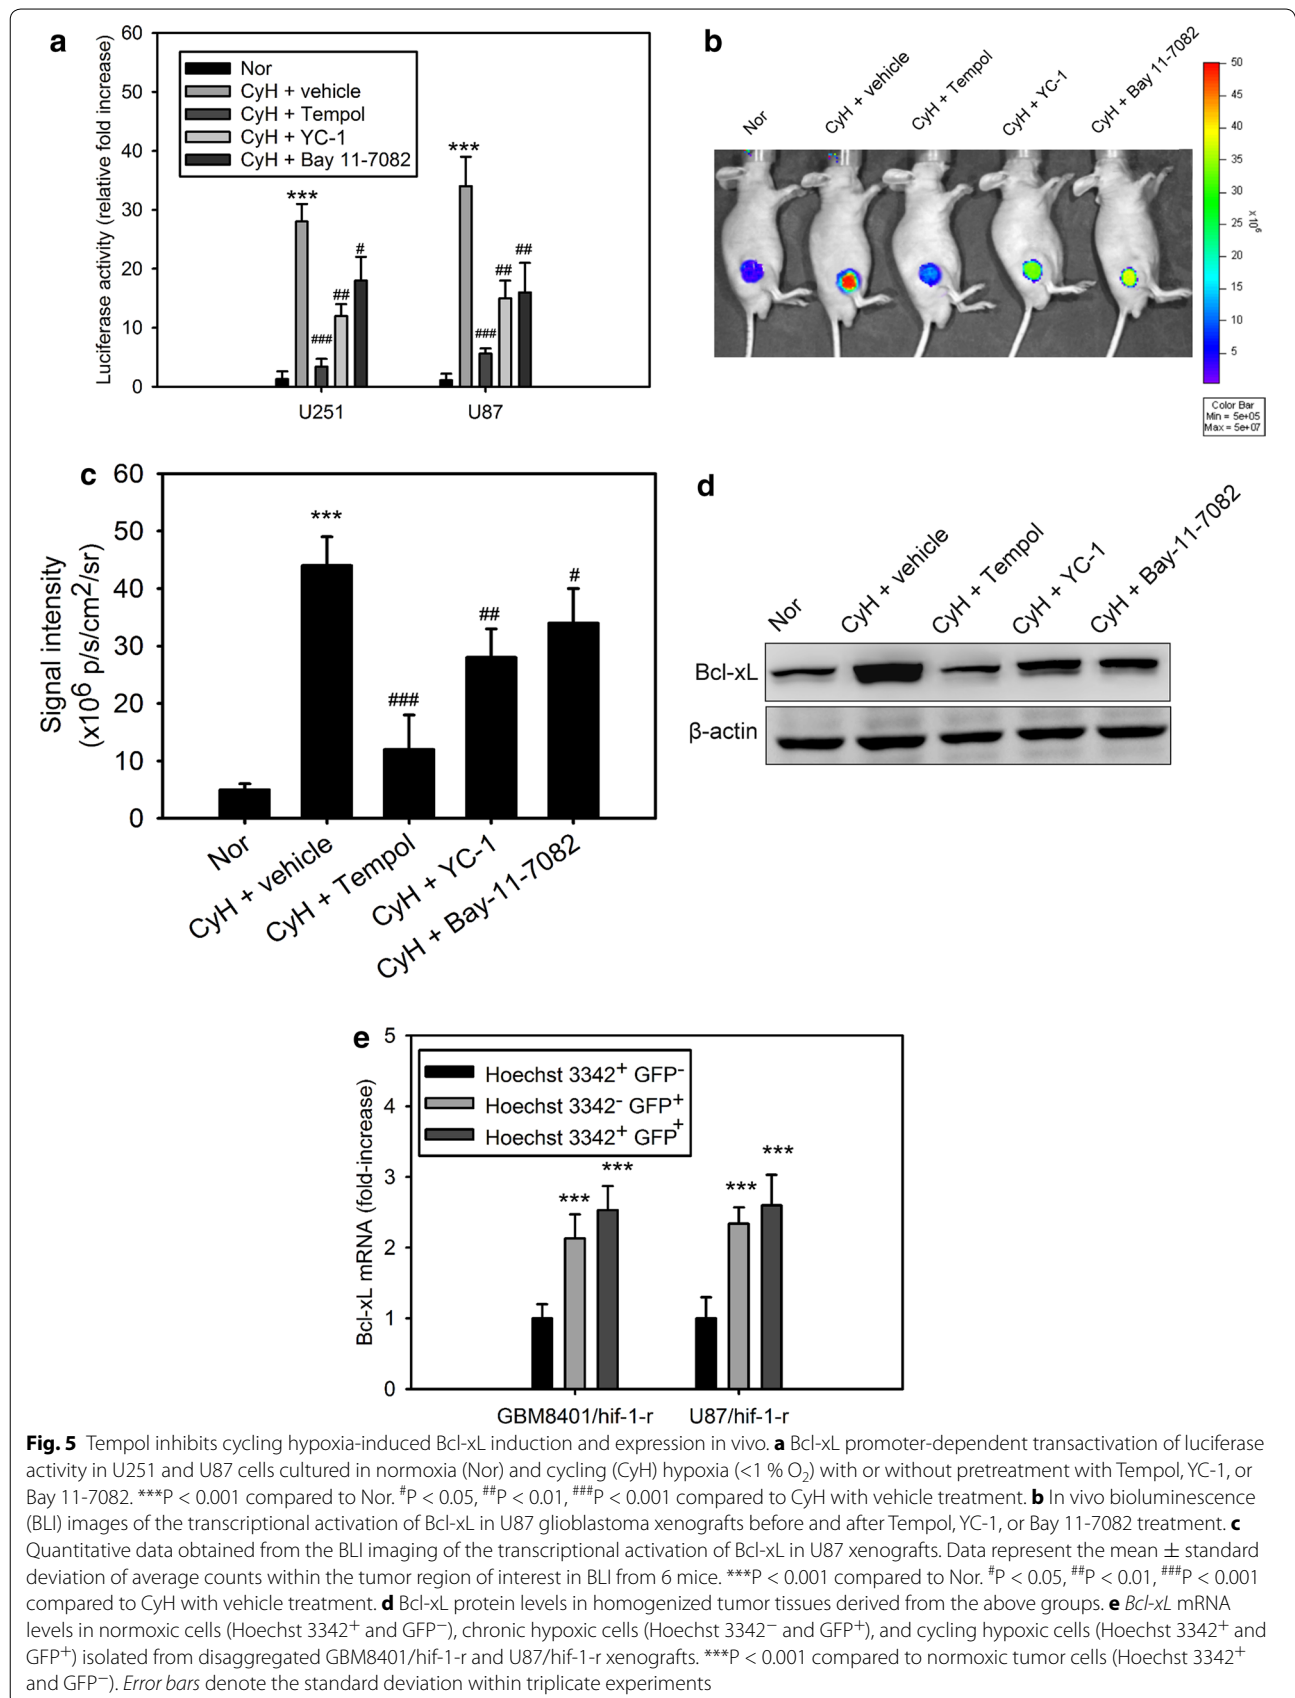 a
60
50
40
30
20
10
0
Luciferase activity (relative fold increase)
Nor
CyH + vehicle
CyH + Tempol
CyH + YC-1
CyH + Bay 11-7082
***
###
##
#
***
###
##
##
U251
U87
b
Nor
CyH + vehicle
CyH + Tempol
CyH + YC-1
CyH + Bay 11-7082
50
45
40
35
30
25
20
15
10
5
x10⁶
Color Bar
Min = 5e+05
Max = 5e+07
c
60
50
40
30
20
10
0
Signal intensity
(x10⁶ p/s/cm2/sr)
***
###
##
#
Nor
CyH + vehicle
CyH + Tempol
CyH + YC-1
CyH + Bay-11-7082
d
Nor
CyH + vehicle
CyH + Tempol
CyH + YC-1
CyH + Bay-11-7082
Bcl-xL
β-actin
e
5
4
3
2
1
0
Bcl-xL mRNA (fold-increase)
Hoechst 3342⁺ GFP⁻
Hoechst 3342⁻ GFP⁺
Hoechst 3342⁺ GFP⁺
***
***
***
***
GBM8401/hif-1-r
U87/hif-1-r
Fig. 5 Tempol inhibits cycling hypoxia-induced Bcl-xL induction and expression in vivo. a Bcl-xL promoter-dependent transactivation of luciferase
activity in U251 and U87 cells cultured in normoxia (Nor) and cycling (CyH) hypoxia (<1 % O₂) with or without pretreatment with Tempol, YC-1, or
Bay 11-7082. ***P < 0.001 compared to Nor. #P < 0.05, ##P < 0.01, ###P < 0.001 compared to CyH with vehicle treatment. b In vivo bioluminescence
(BLI) images of the transcriptional activation of Bcl-xL in U87 glioblastoma xenografts before and after Tempol, YC-1, or Bay 11-7082 treatment. c
Quantitative data obtained from the BLI imaging of the transcriptional activation of Bcl-xL in U87 xenografts. Data represent the mean ± standard
deviation of average counts within the tumor region of interest in BLI from 6 mice. ***P < 0.001 compared to Nor. #P < 0.05, ##P < 0.01, ###P < 0.001
compared to CyH with vehicle treatment. d Bcl-xL protein levels in homogenized tumor tissues derived from the above groups. e Bcl-xL mRNA
levels in normoxic cells (Hoechst 3342⁺ and GFP⁻), chronic hypoxic cells (Hoechst 3342⁻ and GFP⁺), and cycling hypoxic cells (Hoechst 3342⁺ and
GFP⁺) isolated from disaggregated GBM8401/hif-1-r and U87/hif-1-r xenografts. ***P < 0.001 compared to normoxic tumor cells (Hoechst 3342⁺
and GFP⁻). Error bars denote the standard deviation within triplicate experiments